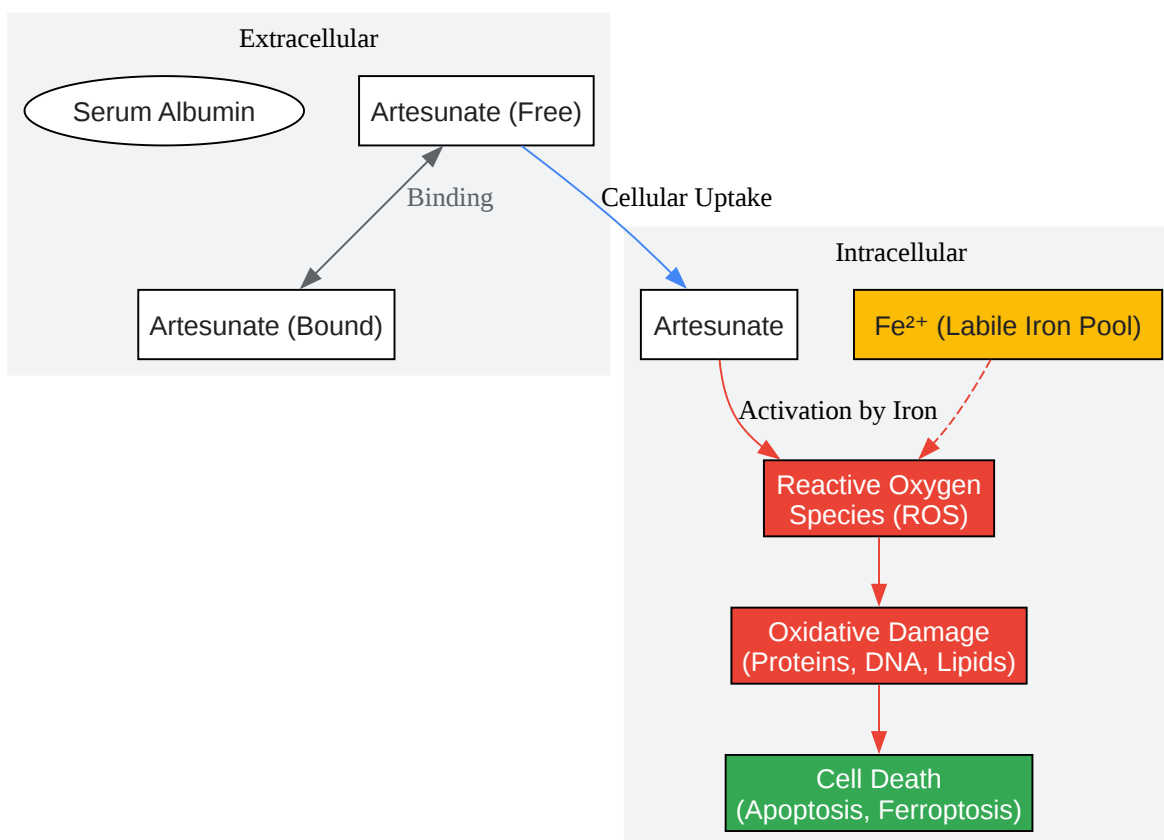 Extracellular
Serum Albumin
Artesunate (Free)
Binding
Cellular Uptake
Artesunate (Bound)
Intracellular
Artesunate
Fe²⁺ (Labile Iron Pool)
Activation by Iron
Reactive Oxygen
Species (ROS)
Oxidative Damage
(Proteins, DNA, Lipids)
Cell Death
(Apoptosis, Ferroptosis)